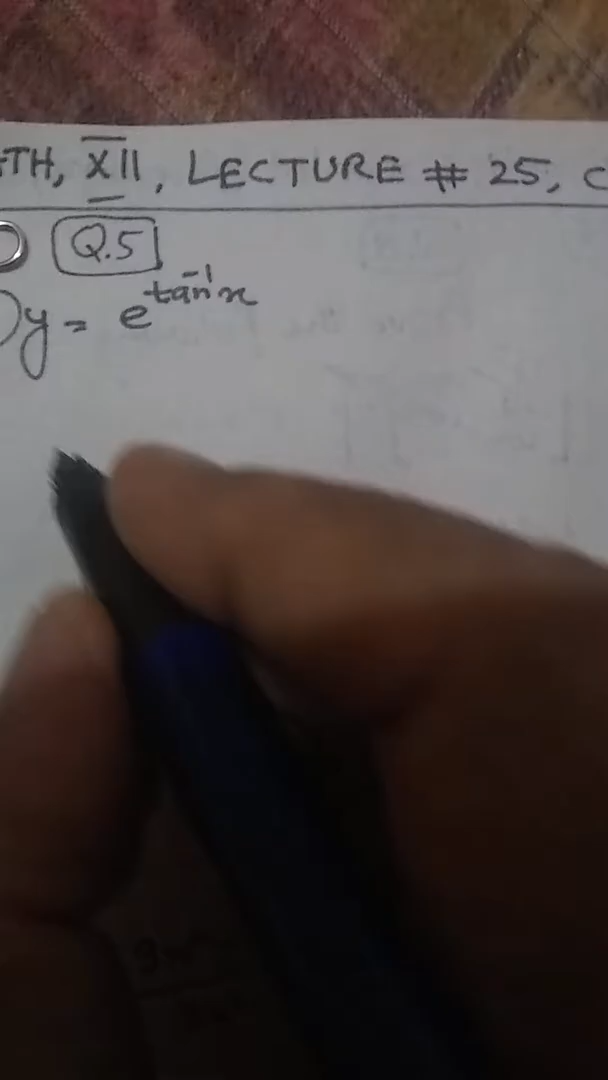 TH, XII, LECTURE # 25, C
Q.5
y = e^tan⁻¹x